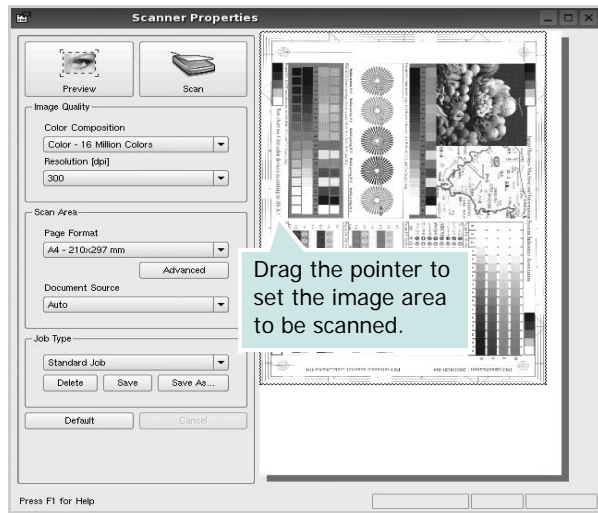 Scanner Properties
Preview
Scan
Image Quality
Color Composition
Color - 16 Million Colors
Resolution [dpi]
300
Scan Area
Page Format
A4 - 210x297 mm
Advanced
Document Source
Auto
Job Type
Standard Job
Delete Save Save As...
Default Cancel
Press F1 for Help
Drag the pointer to
set the image area
to be scanned.